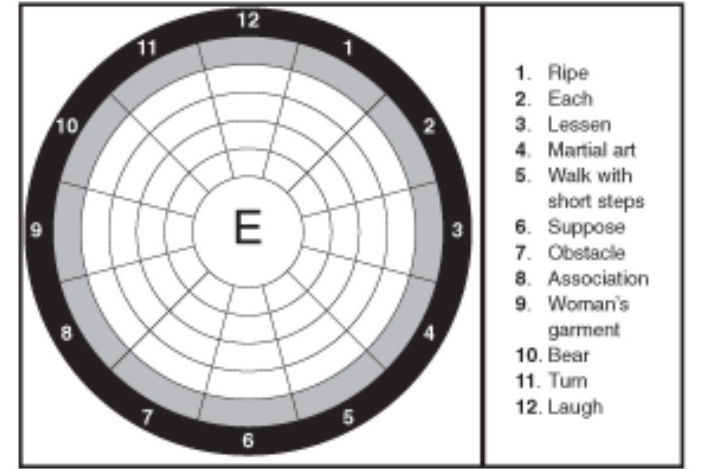 12
11
1
10
2
E
9
3
8
4
7
5
6
1. Ripe
2. Each
3. Lessen
4. Martial art
5. Walk with
short steps
6. Suppose
7. Obstacle
8. Association
9. Woman's
garment
10. Bear
11. Turn
12. Laugh